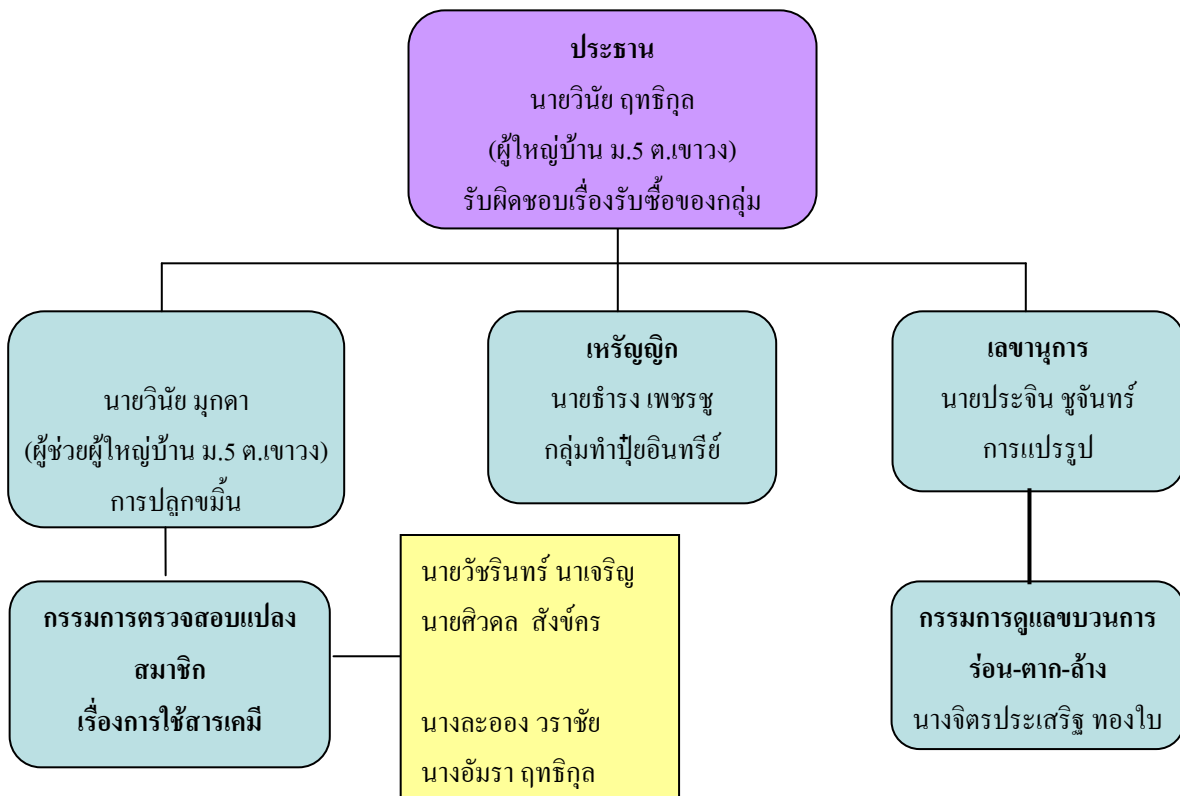 ประธาน
นายวินัย ฤทธิกุล
(ผู้ใหญ่บ้าน ม.5 ต.เขาวง)
รับผิดชอบเรื่องรับซื้อของกลุ่ม
นายวินัย มุกดา
(ผู้ช่วยผู้ใหญ่บ้าน ม.5 ต.เขาวง)
การปลูกขมิ้น
เหรัญญิก
นายธำรง เพชรชู
กลุ่มทำปุ๋ยอินทรีย์
เลขานุการ
นายประจิน ชูจันทร์
การแปรรูป
กรรมการตรวจสอบแปลง
สมาชิก
เรื่องการใช้สารเคมี
นายวัชรินทร์ นาเจริญ
นายศิวดล สังข์คร
นางละออง วราชัย
นางอัมรา ฤทธิกุล
กรรมการดูแลขบวนการ
ร่อน-ตาก-ล้าง
นางจิตรประเสริฐ ทองใบ